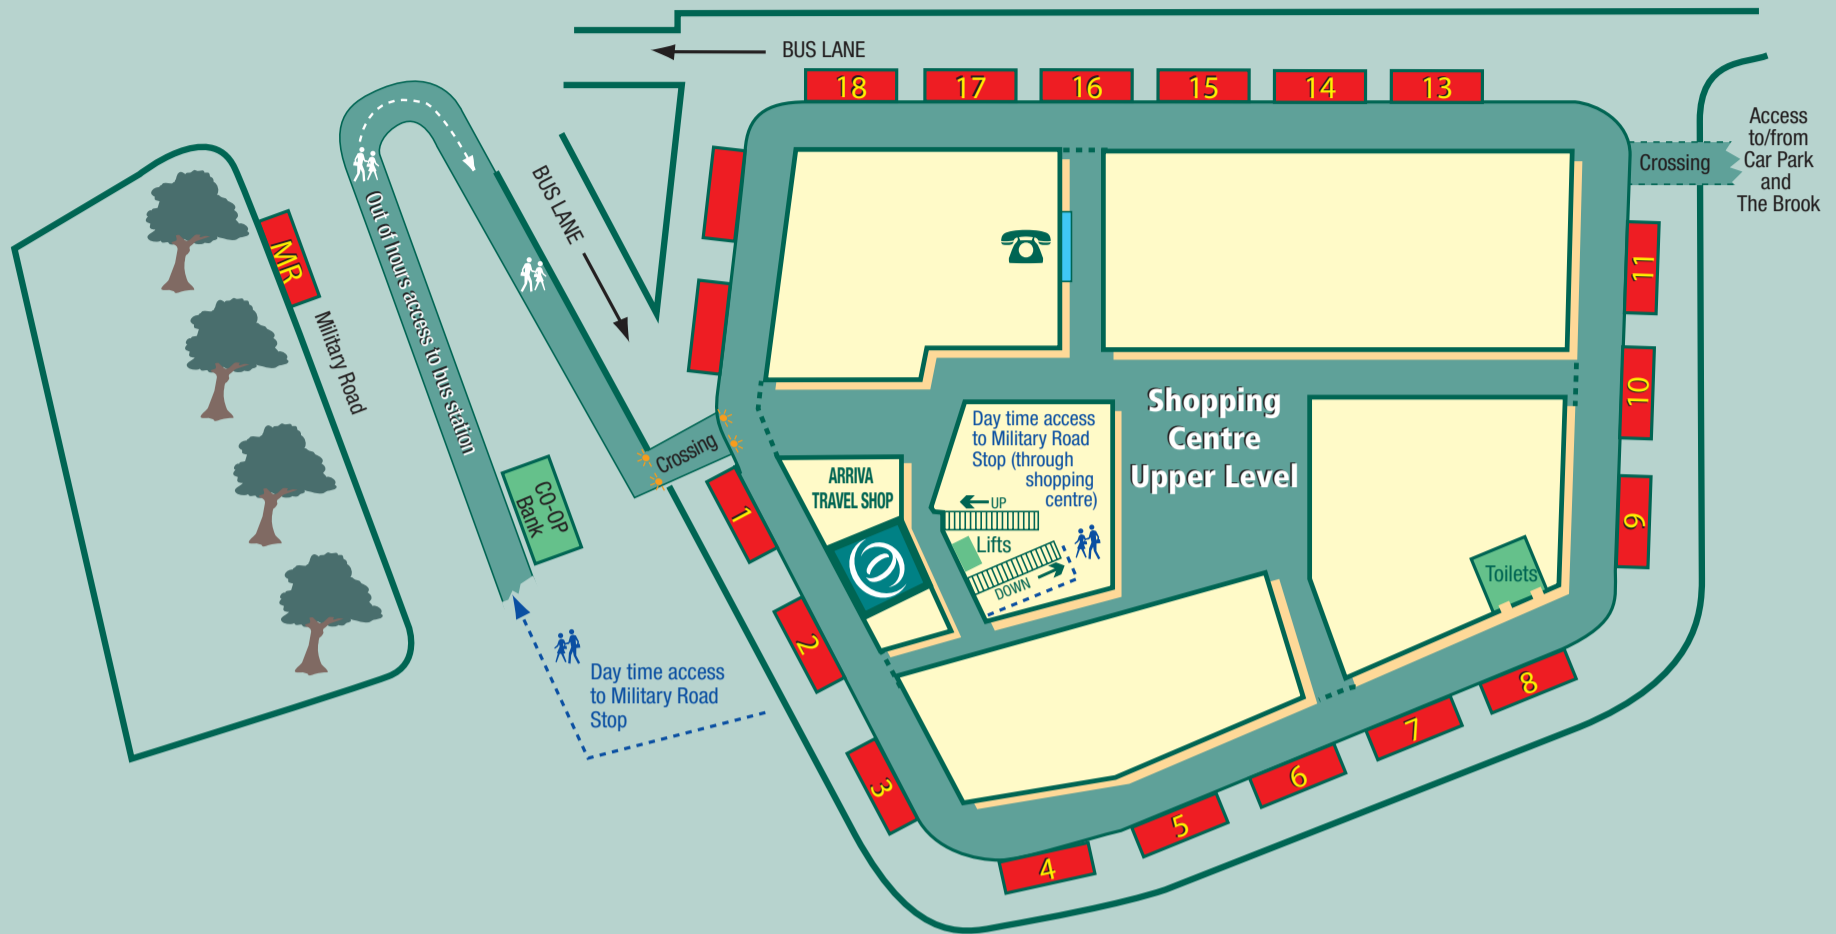 BUS LANE
18
17
16
15
14
13
Access
to/from
Car Park
and
The Brook
Crossing
BUS LANE
Out of hours access to bus station
MR
Military Road
11
10
9
Shopping
Centre
Upper Level
Day time access
to Military Road
Stop (through
shopping
centre)
UP
Lifts
DOWN
Crossing
ARRIVA
TRAVEL SHOP
CO-OP
Bank
Toilets
1
2
3
Day time access
to Military Road
Stop
8
7
6
5
4